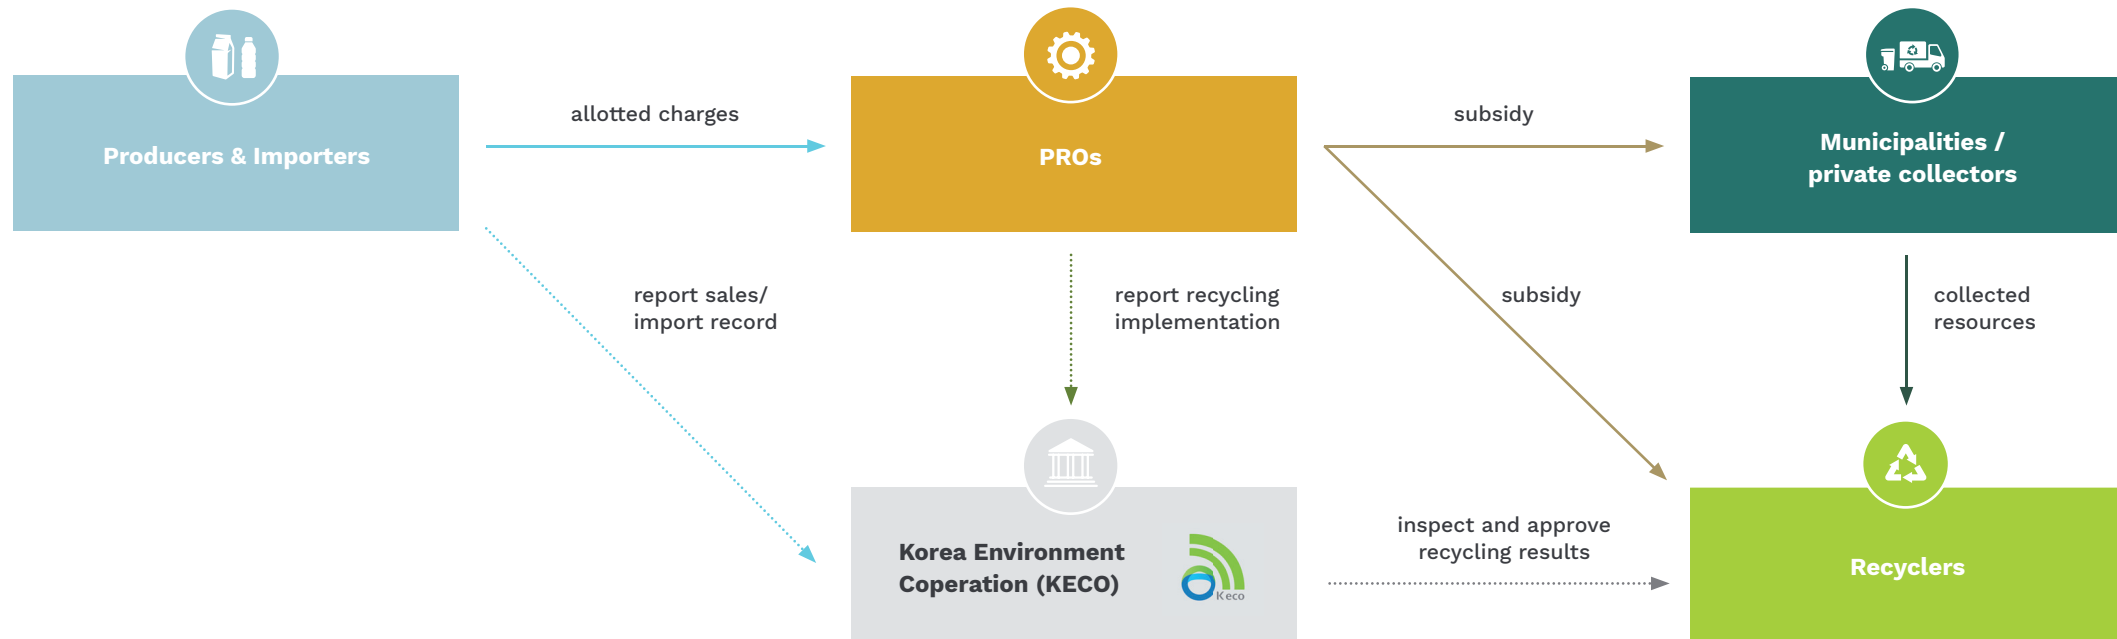 Producers & Importers
allotted charges
PROs
subsidy
Municipalities /
private collectors
report sales/
import record
report recycling
implementation
subsidy
collected
resources
Korea Environment
Coperation (KECO)
Keco
inspect and approve
recycling results
Recyclers